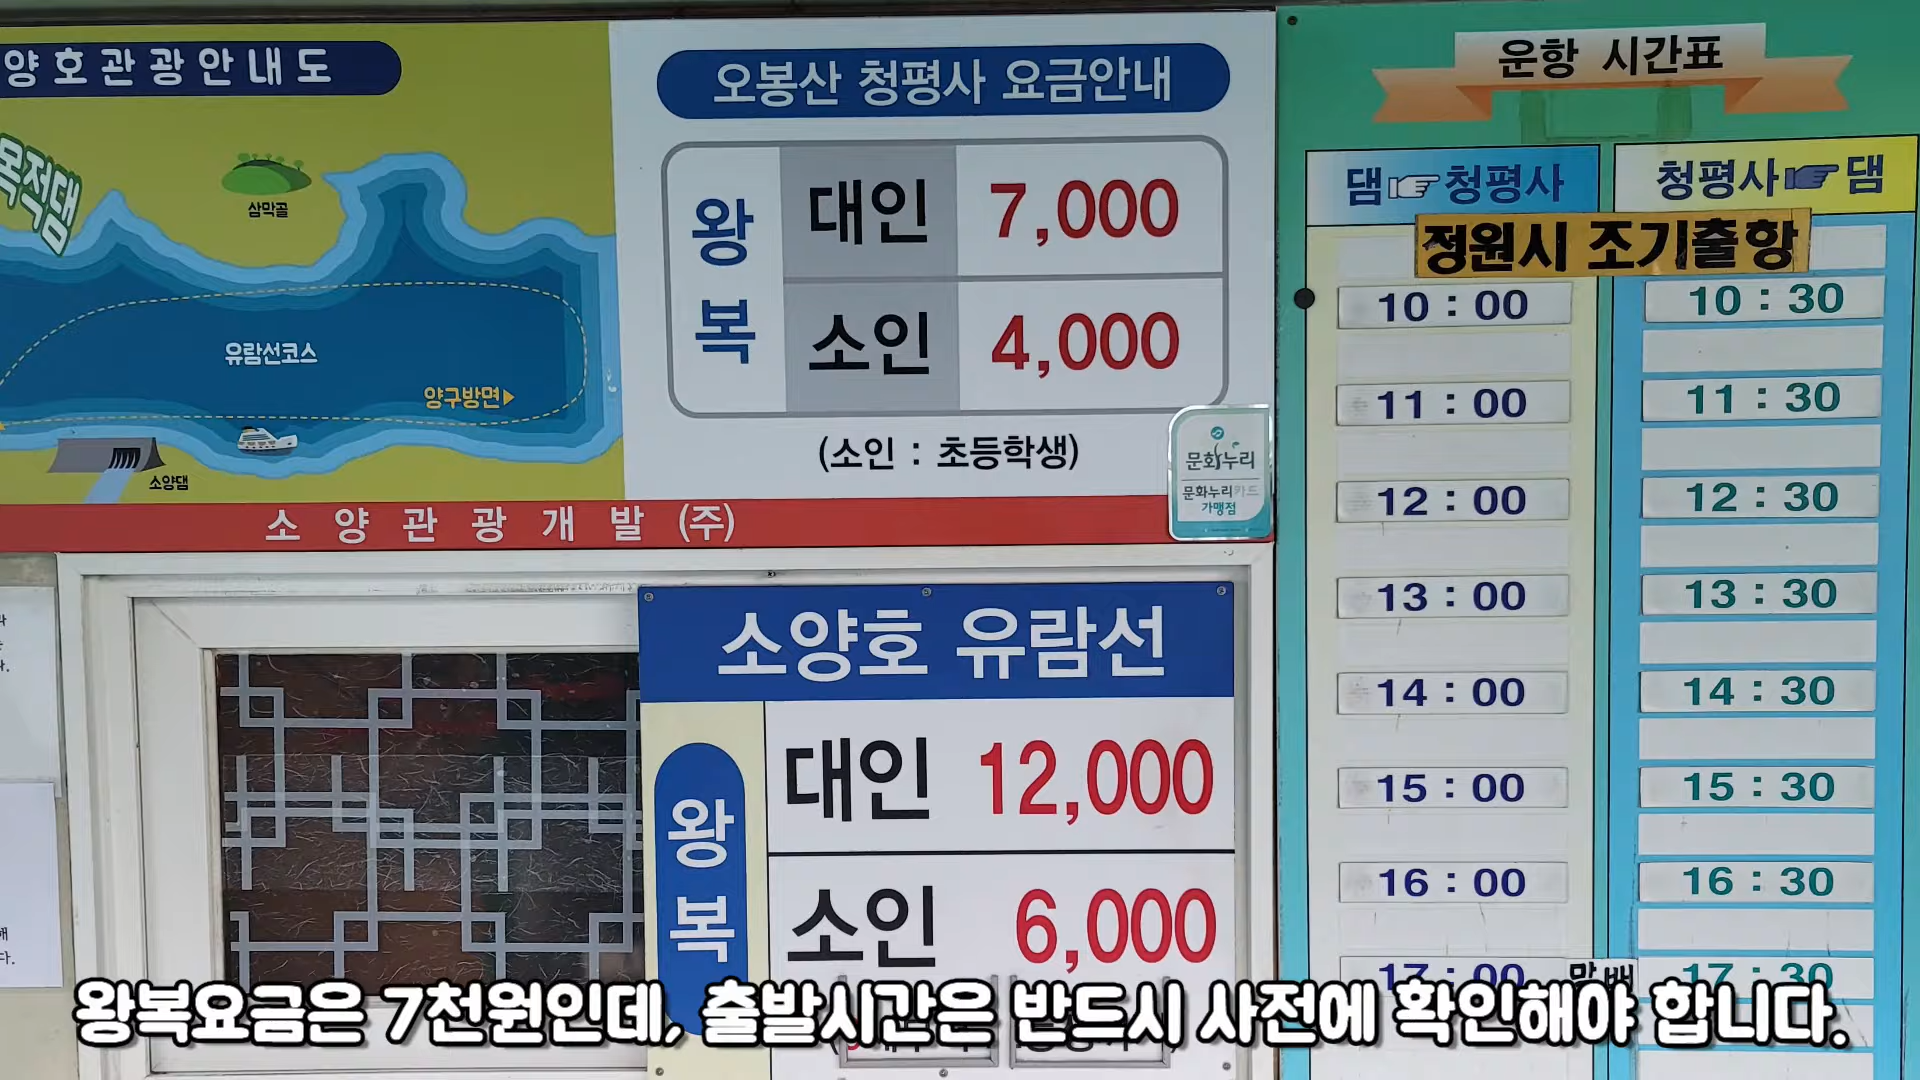 양호관광안내도
목적댐
삼막골
유람선코스
양구방면
소양댐
오봉산 청평사 요금안내
왕복
대인 7,000
소인 4,000
(소인 : 초등학생)
문화누리
문화누리카드
가맹점
소양관광개발 (주)
소양호 유람선
왕복
대인 12,000
소인 6,000
운항 시간표
댐 청평사
청평사 댐
정원시 조기출항
10 : 00 10 : 30
11 : 00 11 : 30
12 : 00 12 : 30
13 : 00 13 : 30
14 : 00 14 : 30
15 : 00 15 : 30
16 : 00 16 : 30
17 : 00 막배 17 : 30
왕복요금은 7천원인데, 출발시간은 반드시 사전에 확인해야 합니다.